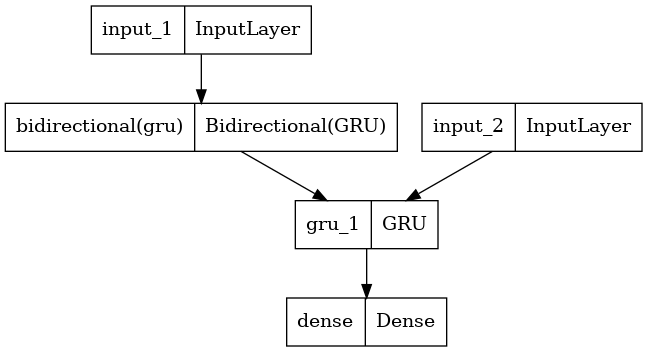 input_1 InputLayer
bidirectional(gru) Bidirectional(GRU)
input_2 InputLayer
gru_1 GRU
dense Dense